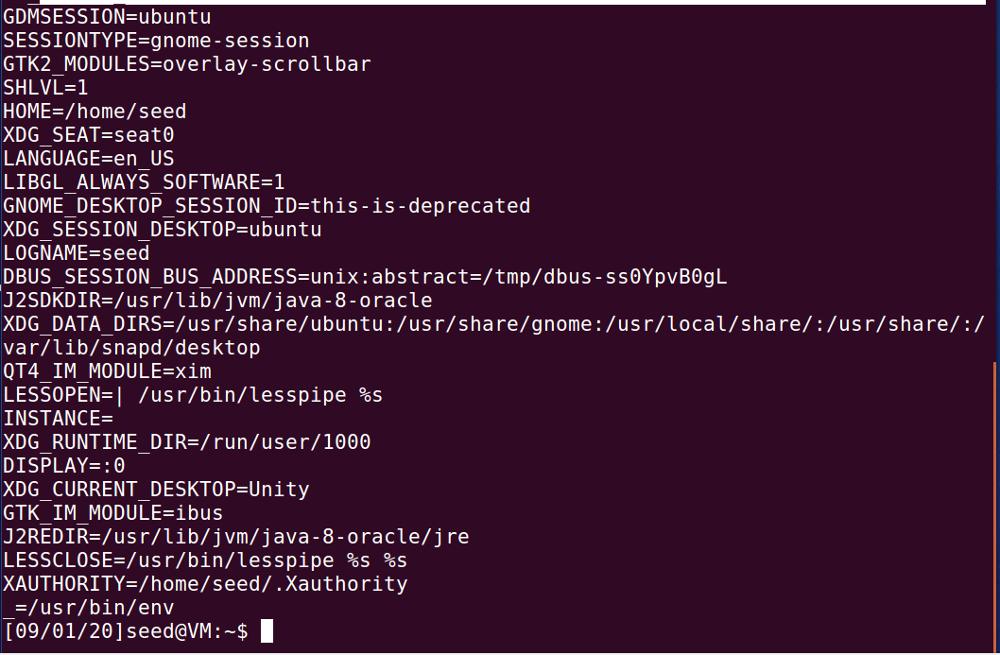 GDMSESSION=ubuntu
SESSIONTYPE=gnome-session
GTK2_MODULES=overlay-scrollbar
SHLVL=1
HOME=/home/seed
XDG_SEAT=seat0
LANGUAGE=en_US
LIBGL_ALWAYS_SOFTWARE=1
GNOME_DESKTOP_SESSION_ID=this-is-deprecated
XDG_SESSION_DESKTOP=ubuntu
LOGNAME=seed
DBUS_SESSION_BUS_ADDRESS=unix:abstract=/tmp/dbus-ss0YpvB0gL
J2SDKDIR=/usr/lib/jvm/java-8-oracle
XDG_DATA_DIRS=/usr/share/ubuntu:/usr/share/gnome:/usr/local/share/:/usr/share/:/
var/lib/snapd/desktop
QT4_IM_MODULE=xim
LESSOPEN=| /usr/bin/lesspipe %s
INSTANCE=
XDG_RUNTIME_DIR=/run/user/1000
DISPLAY=:0
XDG_CURRENT_DESKTOP=Unity
GTK_IM_MODULE=ibus
J2REDIR=/usr/lib/jvm/java-8-oracle/jre
LESSCLOSE=/usr/bin/lesspipe %s %s
XAUTHORITY=/home/seed/.Xauthority
_=/usr/bin/env
[09/01/20]seed@VM:~$